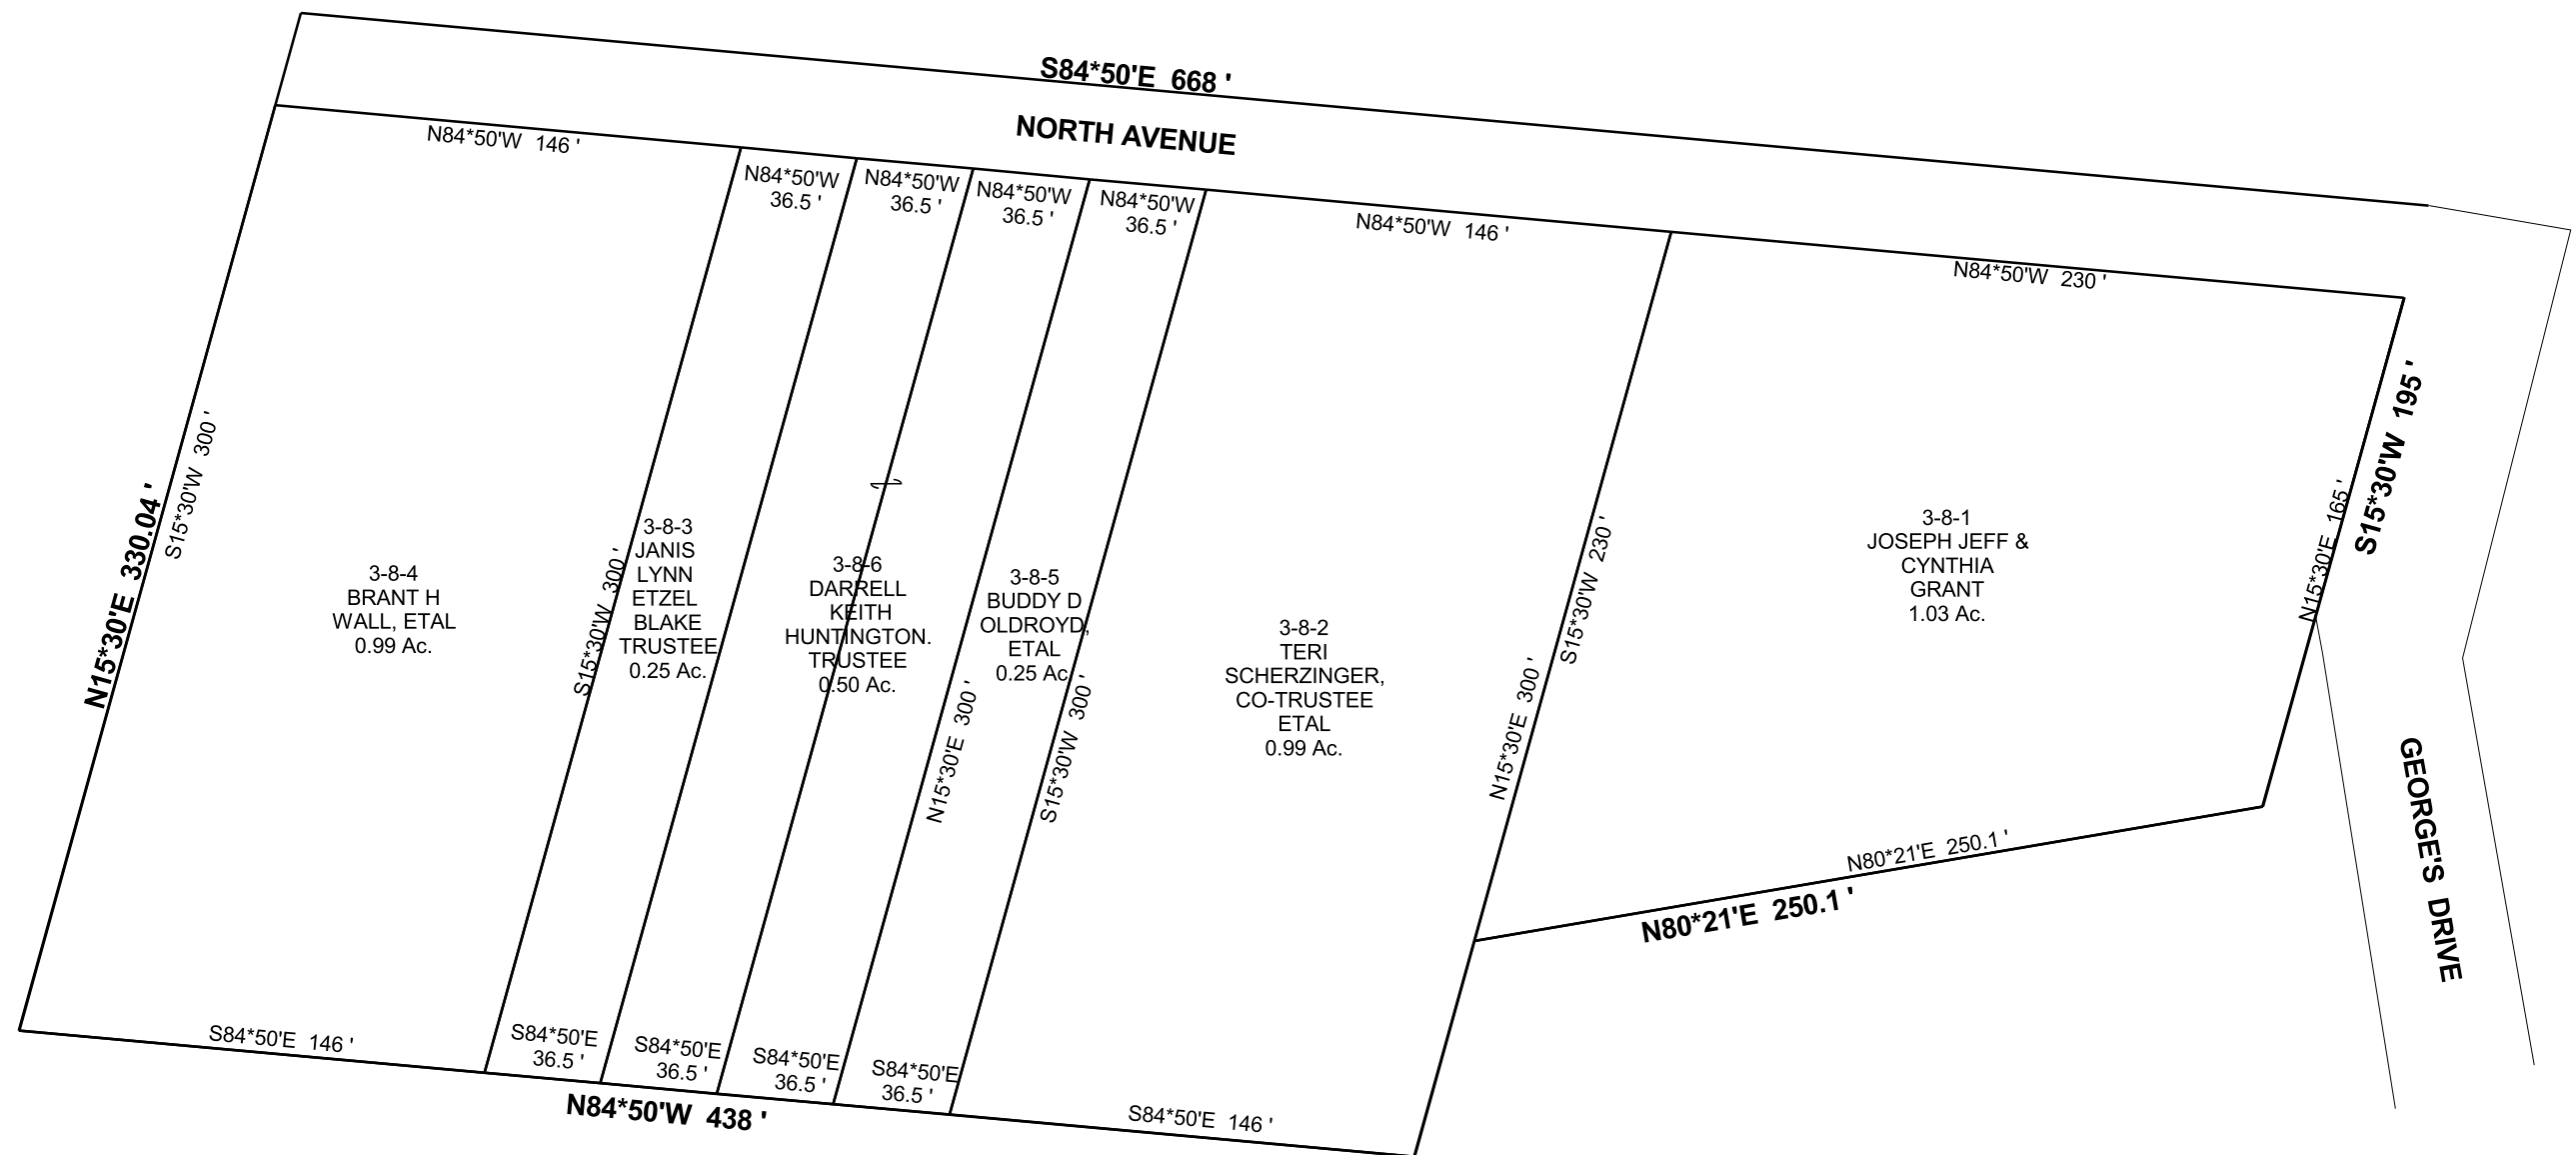 S84*50'E 668 '
NORTH AVENUE
N84*50'W 146 '
N84*50'W
36.5 '
N84*50'W
36.5 '
N84*50'W
36.5 '
N84*50'W
36.5 '
N84*50'W 146 '
N84*50'W 230 '
N15*30'E 330.04 '
S15*30'W 300 '
3-8-4
BRANT H
WALL, ETAL
0.99 Ac.
S15*30'W 300 '
3-8-3
JANIS
LYNN
ETZEL
BLAKE
TRUSTEE
0.25 Ac.
3-8-6
DARRELL
KEITH
HUNTINGTON.
TRUSTEE
0.50 Ac.
N15*30'E 300 '
3-8-5
BUDDY D
OLDROYD,
ETAL
0.25 Ac.
S15*30'W 300 '
3-8-2
TERI
SCHERZINGER,
CO-TRUSTEE
ETAL
0.99 Ac.
N15*30'E 300 '
S15*30'W 230 '
3-8-1
JOSEPH JEFF &
CYNTHIA
GRANT
1.03 Ac.
N15*30'E 165 '
S15*30'W 195 '
N80*21'E 250.1 '
N80*21'E 250.1 '
GEORGE'S DRIVE
S84*50'E 146 '
S84*50'E
36.5 '
S84*50'E
36.5 '
S84*50'E
36.5 '
S84*50'E
36.5 '
S84*50'E 146 '
N84*50'W 438 '